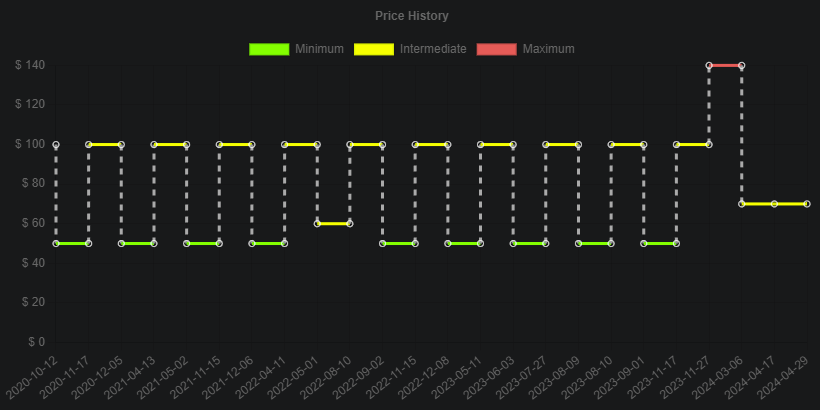 Price History
Minimum Intermediate Maximum
$ 140
$ 120
$ 100
$ 80
$ 60
$ 40
$ 20
$ 0
2020-10-12 2020-11-17 2020-12-05 2021-04-13 2021-05-02 2021-11-15 2021-12-06 2022-04-11 2022-05-01 2022-08-10 2022-09-02 2022-11-15 2022-12-08 2023-05-11 2023-06-03 2023-07-27 2023-08-09 2023-08-10 2023-09-01 2023-11-17 2023-11-27 2024-03-06 2024-04-17 2024-04-29